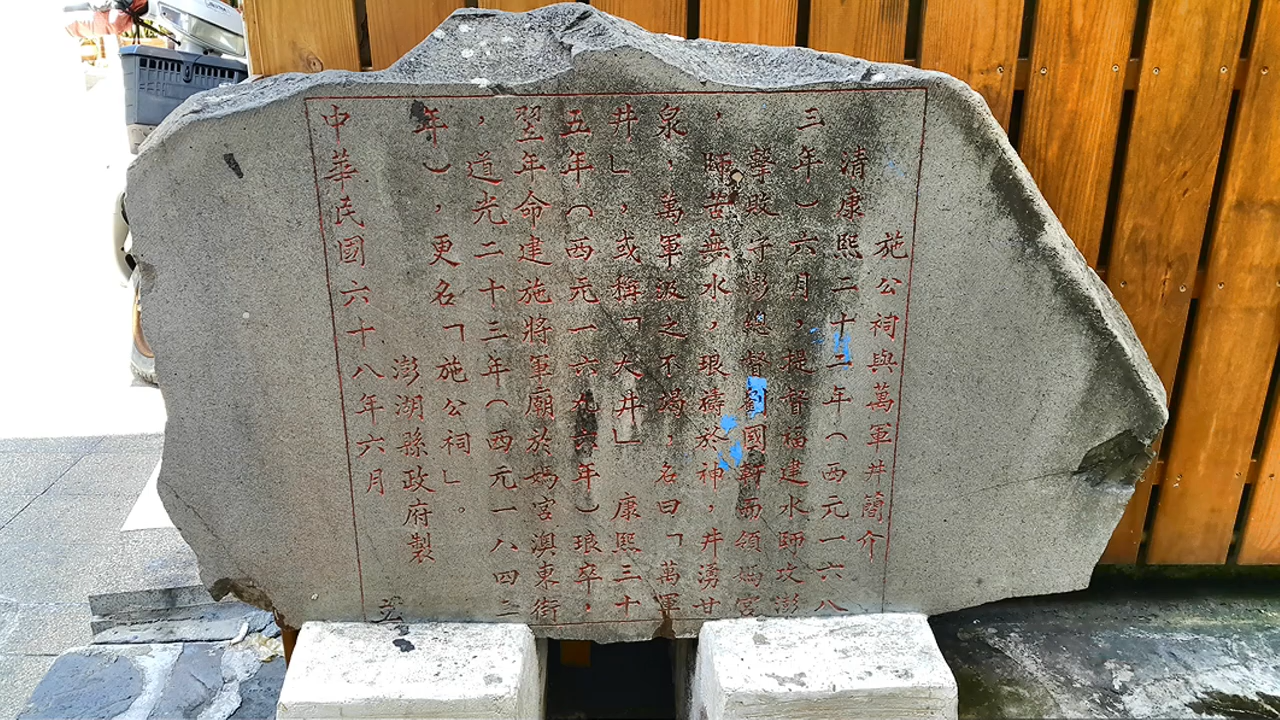 施公祠與萬軍井簡介
清康熙二十二年（西元一六八
三年）六月，提督福建水師攻澎
擊敗守澎總督劉國軒而領媽宮
，師苦無水，琅禱於神，井湧甘
泉，萬軍汲之不竭，名曰「萬軍
井」，或稱「大井」康熙三十
五年（西元一六九六年）琅卒，
翌年命建施將軍廟於媽宮澳東街
，道光二十三年（西元一八四三
年），更名「施公祠」。
澎湖縣政府製
中華民國六十八年六月